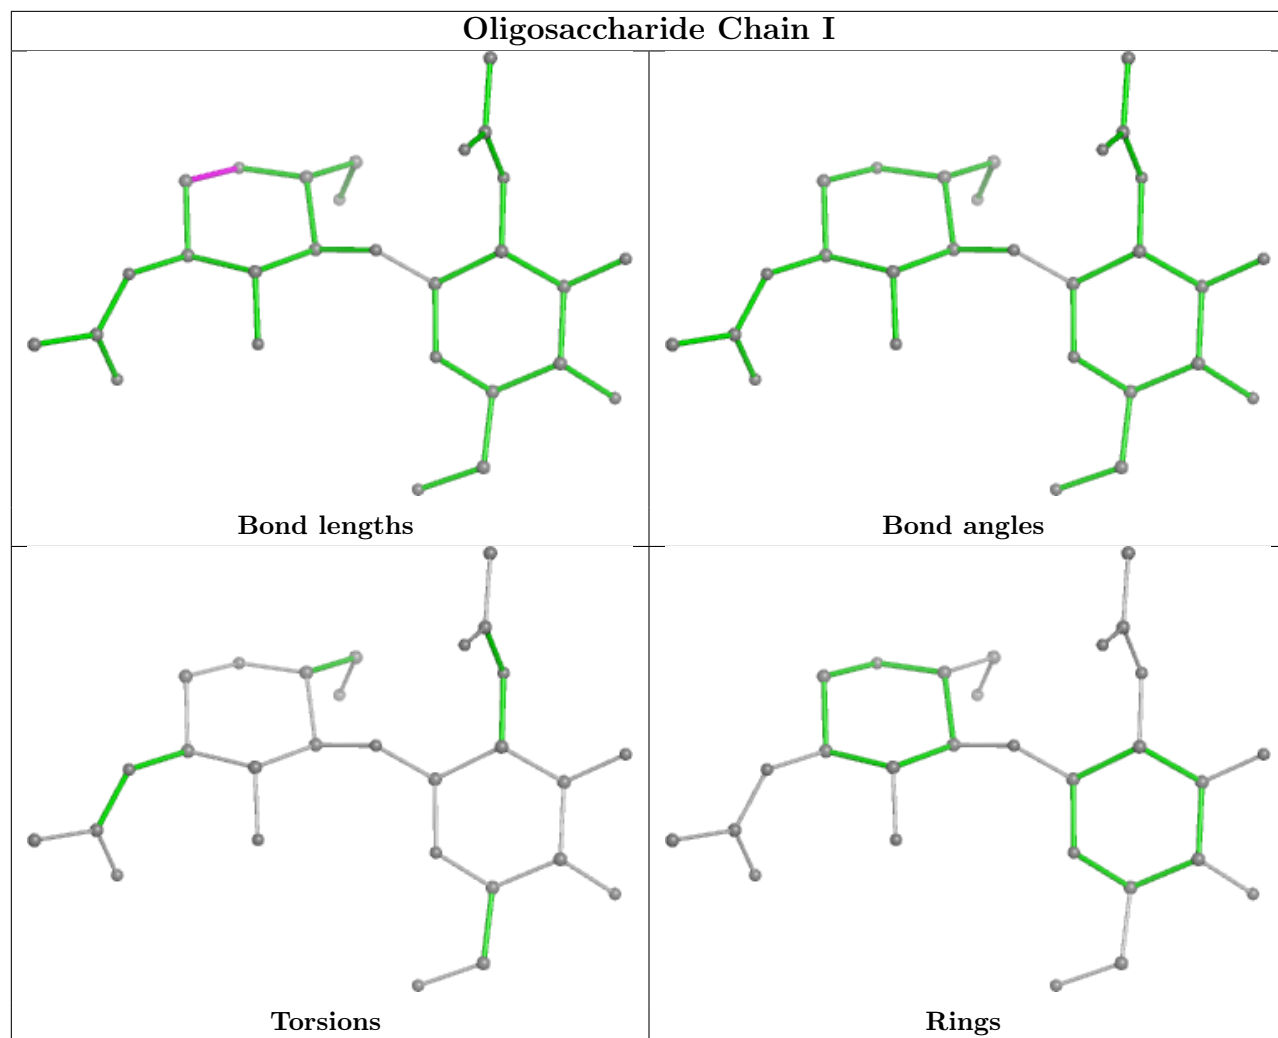 Oligosaccharide Chain I
Bond lengths
Bond angles
Torsions
Rings